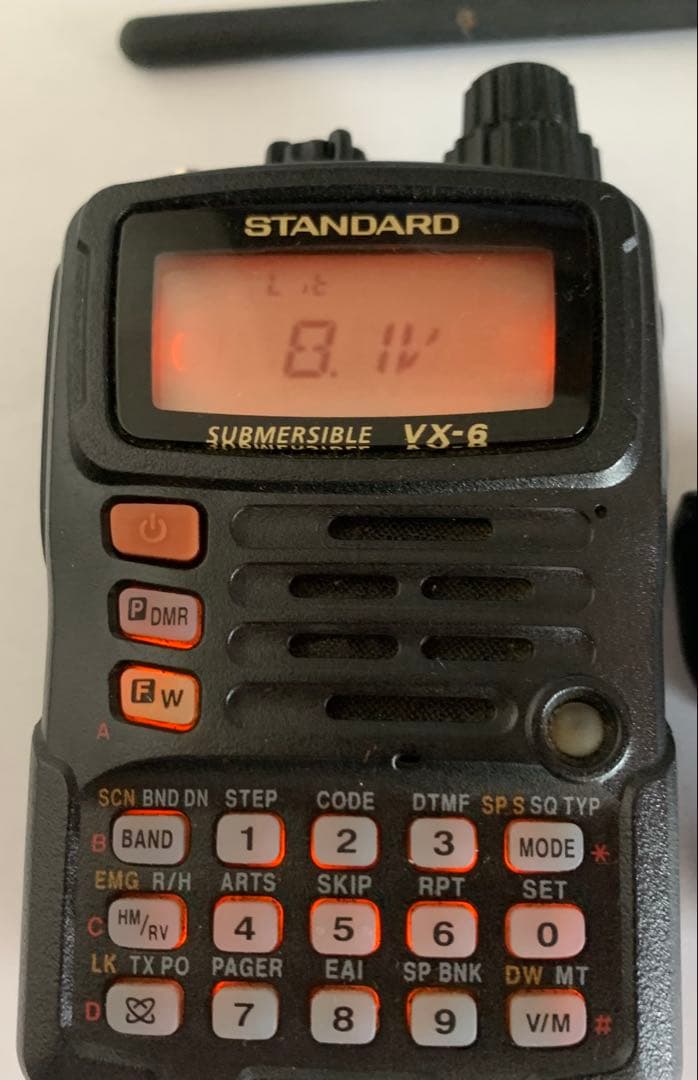 STANDARD
Lit
8.1V
SUBMERSIBLE VX-6
P DMR
F W
A
SCN BND DN STEP CODE DTMF SP S SQ TYP
B BAND 1 2 3 MODE *
EMG R/H ARTS SKIP RPT SET
C HM/RV 4 5 6 0
LK TX PO PAGER EAI SP BNK DW MT
D 7 8 9 V/M #